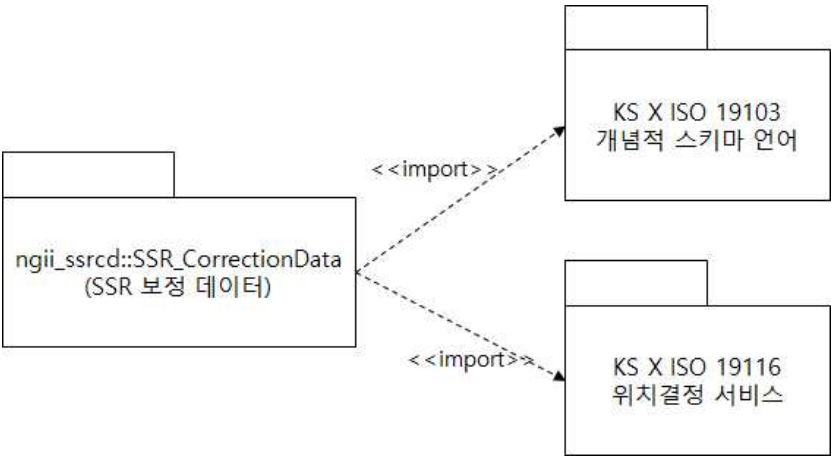 KS X ISO 19103
개념적 스키마 언어
<<import>>
ngii_ssrcd::SSR_CorrectionData
(SSR 보정 데이터)
<<import>>
KS X ISO 19116
위치결정 서비스